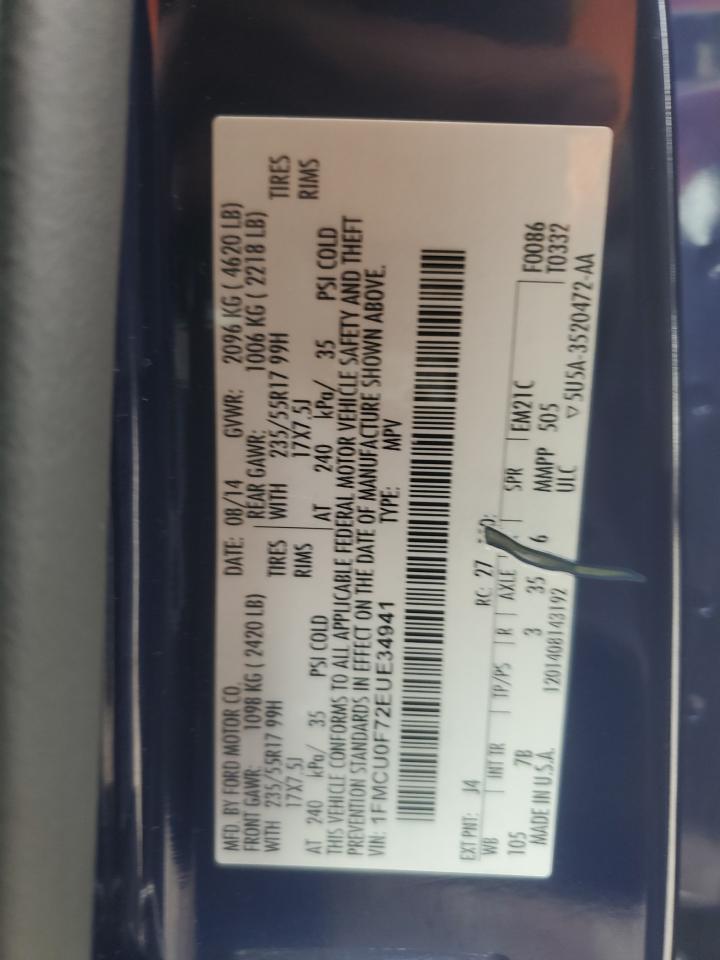 MFD. BY FORD MOTOR CO. DATE: 08/14 GVWR: 2096 KG ( 4620 LB)
FRONT GAWR: 1098 KG ( 2420 LB) REAR GAWR: 1006 KG ( 2218 LB)
WITH 235/55R17 99H TIRES WITH 235/55R17 99H TIRES
17X7.5J RIMS 17X7.5J RIMS
AT 240 kPa/ 35 PSI COLD AT 240 kPa/ 35 PSI COLD
THIS VEHICLE CONFORMS TO ALL APPLICABLE FEDERAL MOTOR VEHICLE SAFETY AND THEFT
PREVENTION STANDARDS IN EFFECT ON THE DATE OF MANUFACTURE SHOWN ABOVE.
VIN: 1FMCU0F72EUE34941 TYPE: MPV
EXT PNT: J4 RC: 27
WB INT TR TP/PS R AXLE SPR EM21C F0086
105 7B 3 35 6 MMPP 505 T0332
MADE IN U.S.A. 1201408143192 ULC ▽5U5A-3520472-AA